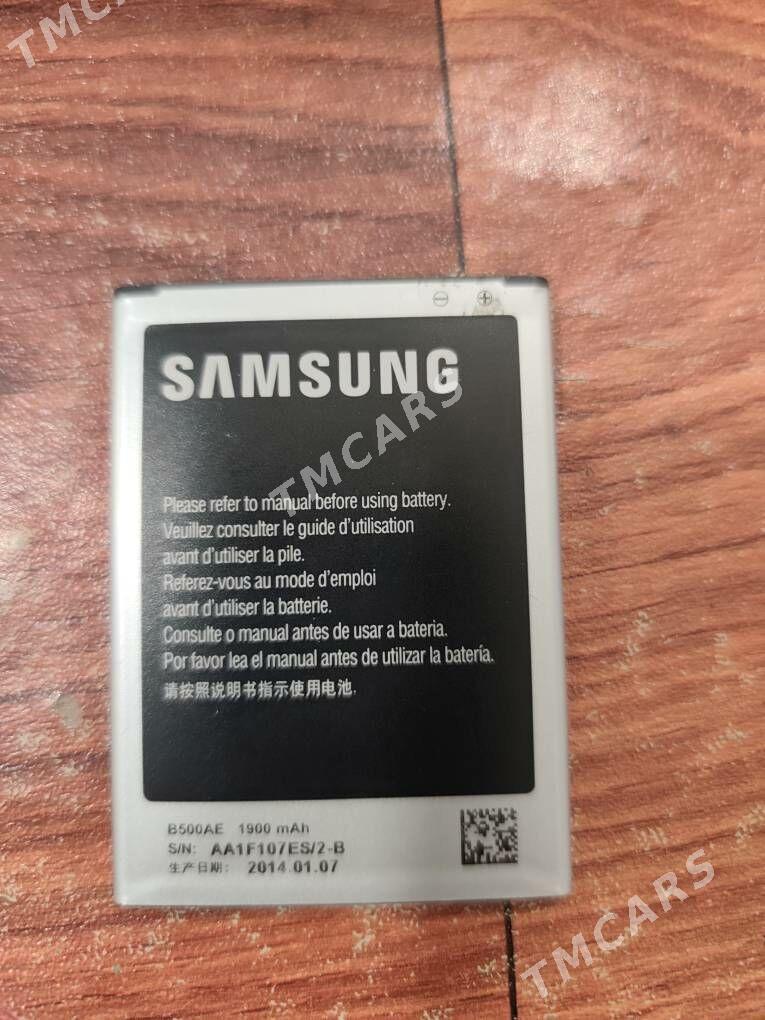 TMCARS
⊖ ⊕
SAMSUNG
TMCARS
Please refer to manual before using battery.
Veuillez consulter le guide d'utilisation
avant d'utiliser la pile.
Referez-vous au mode d'emploi
avant d'utiliser la batterie.
Consulte o manual antes de usar a bateria.
Por favor lea el manual antes de utilizar la batería.
请按照说明书指示使用电池.
B500AE 1900 mAh
S/N: AA1F107ES/2-B
生产日期: 2014.01.07
TMCARS